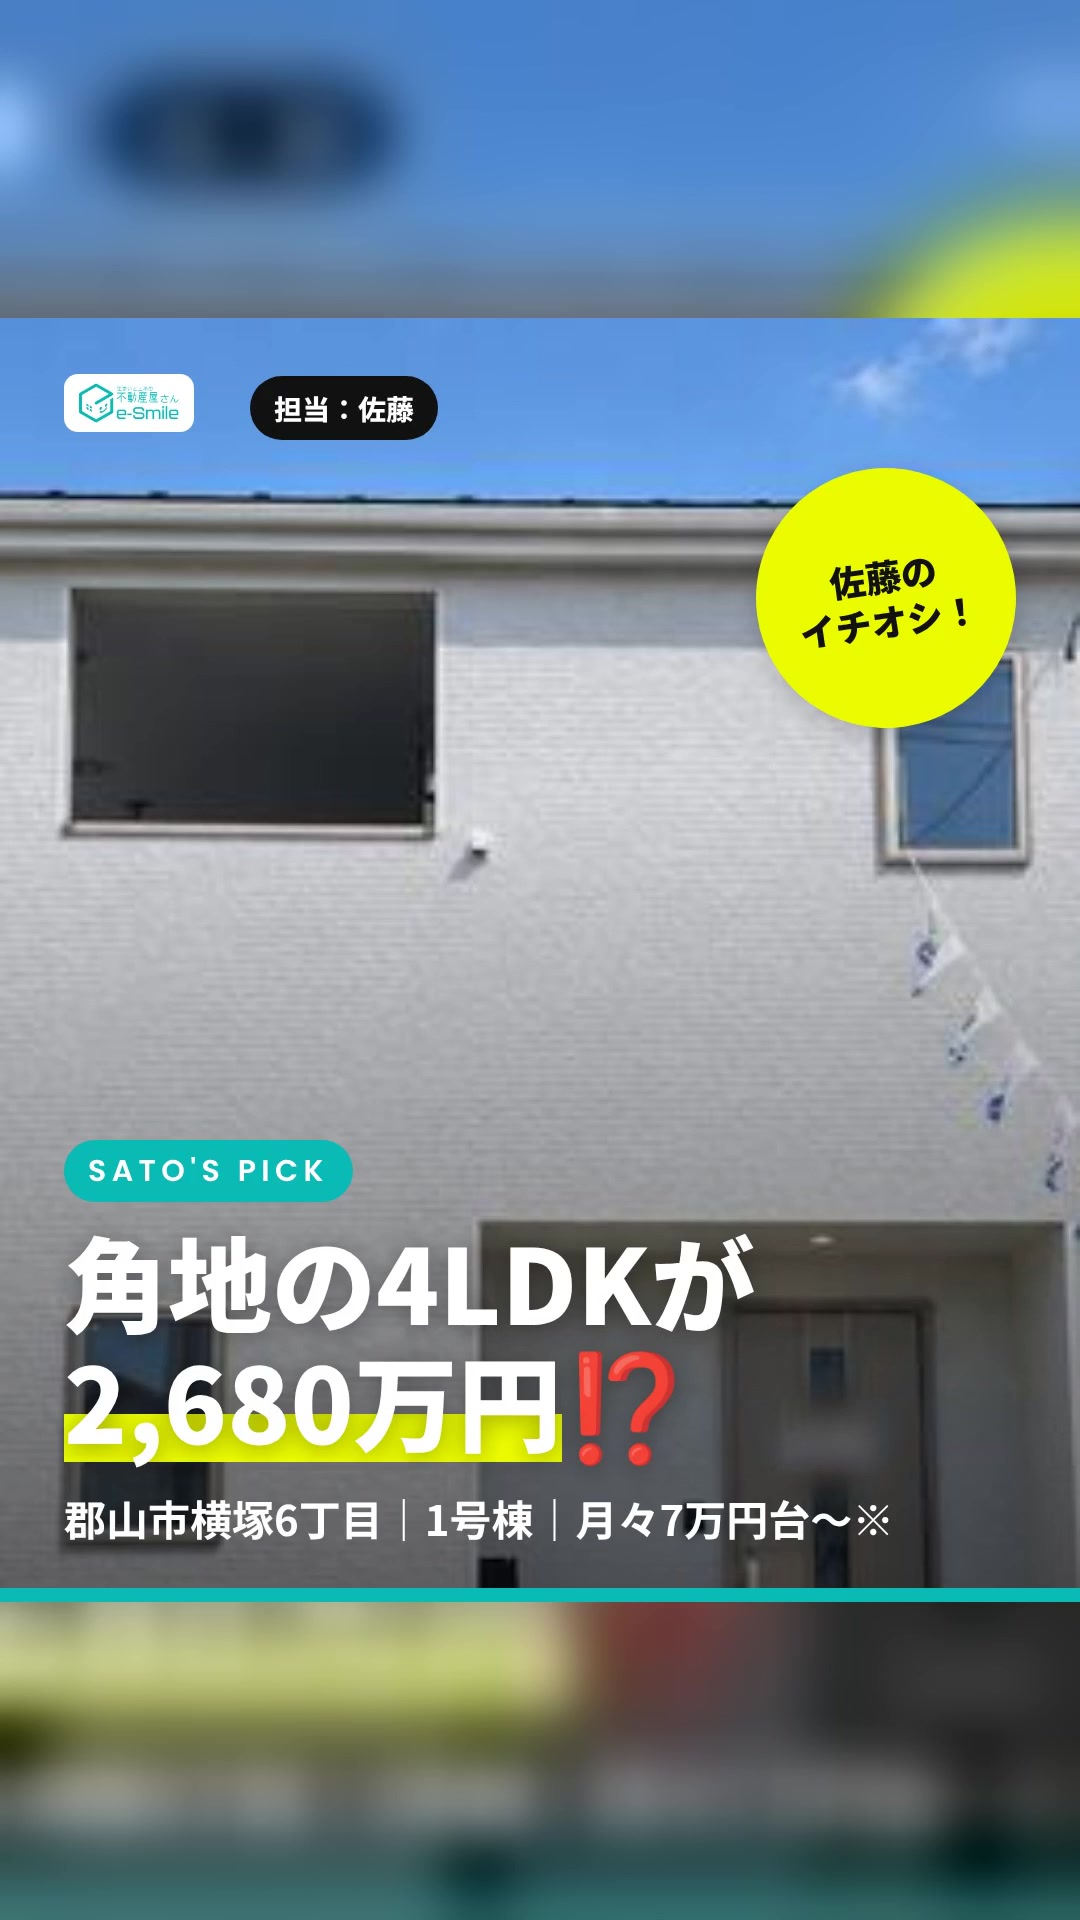 不動産屋さん
e-Smile
担当：佐藤
佐藤の
イチオシ！
SATO'S PICK
角地の4LDKが
2,680万円⁉
郡山市横塚6丁目｜1号棟｜月々7万円台〜※